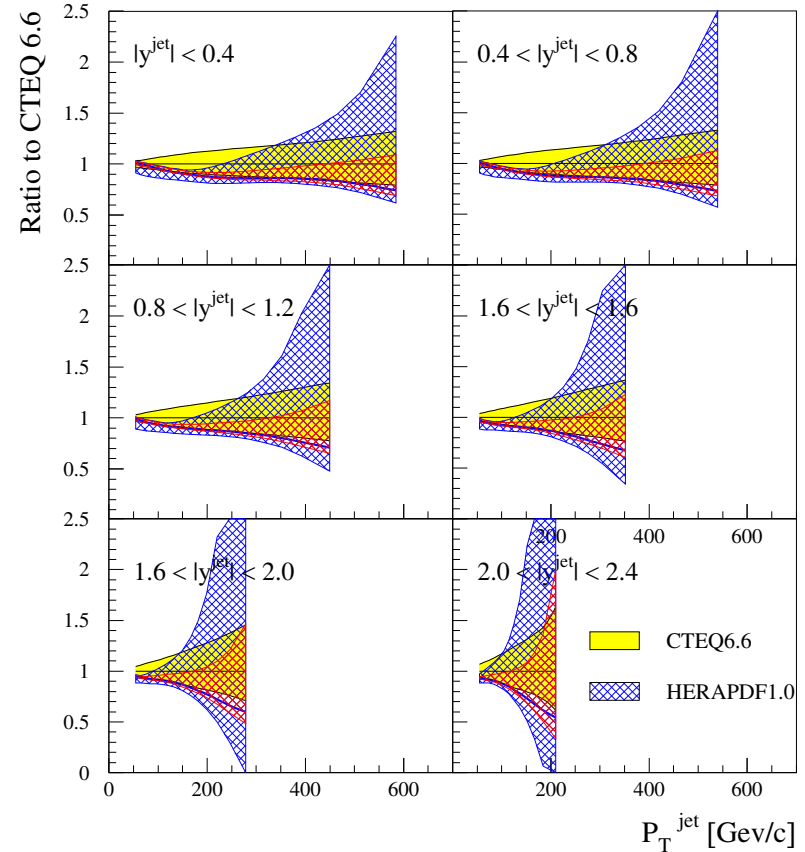 Ratio to CTEQ 6.6
2.5
2
1.5
1
0.5
|y^jet| < 0.4
0.4 < |y^jet| < 0.8
2.5
2
1.5
1
0.5
0.8 < |y^jet| < 1.2
1.6 < |y^jet| < 1.6
2.5
2
1.5
1
0.5
0
1.6 < |y^jet| < 2.0
200 400 600
2.0 < |y^jet| < 2.4
CTEQ6.6
HERAPDF1.0
0 200 400 600
200 400 600
P_T^jet [Gev/c]